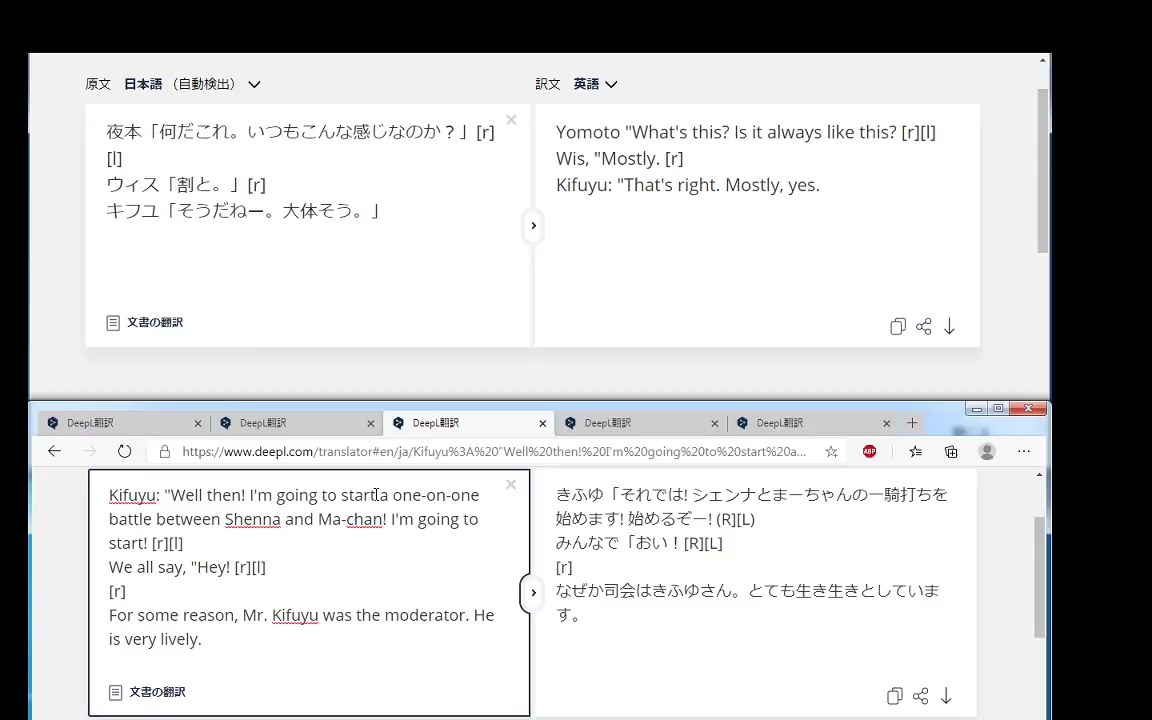 原文 日本語 (自動検出)
訳文 英語
夜本「何だこれ。いつもこんな感じなのか？」[r]
[l]
ウィス「割と。」[r]
キフユ「そうだねー。大体そう。」
Yomoto "What's this? Is it always like this? [r][l]
Wis, "Mostly. [r]
Kifuyu: "That's right. Mostly, yes.
文書の翻訳
DeepL翻訳
DeepL翻訳
DeepL翻訳
DeepL翻訳
DeepL翻訳
https://www.deepl.com/translator#en/ja/Kifuyu%3A%20"Well%20then!%20I'm%20going%20to%20start%20a...
ABP
Kifuyu: "Well then! I'm going to start a one-on-one
battle between Shenna and Ma-chan! I'm going to
start! [r][l]
We all say, "Hey! [r][l]
[r]
For some reason, Mr. Kifuyu was the moderator. He
is very lively.
きふゆ「それでは! シェンナとまーちゃんの一騎打ちを
始めます! 始めるぞー! (R][L)
みんなで「おい！[R][L]
[r]
なぜか司会はきふゆさん。とても生き生きとしていま
す。
文書の翻訳